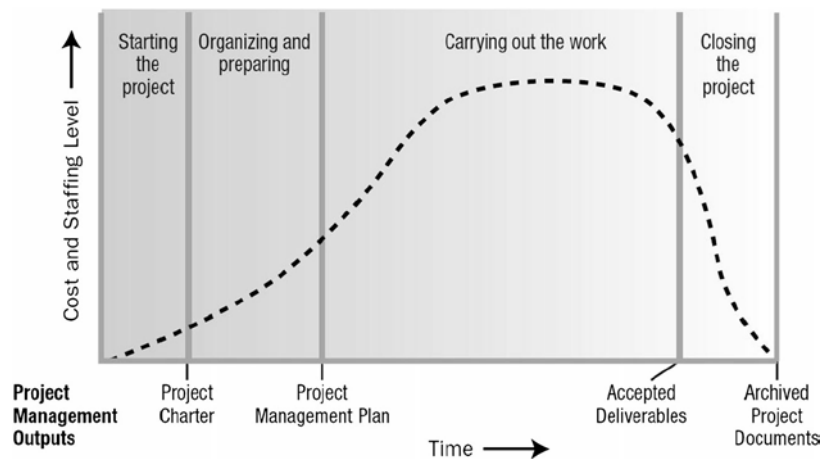 Starting
the
project
Organizing and
preparing
Carrying out the work
Closing
the
project
Cost and Staffing Level
Project
Management
Outputs
Project
Charter
Project
Management Plan
Accepted
Deliverables
Archived
Project
Documents
Time